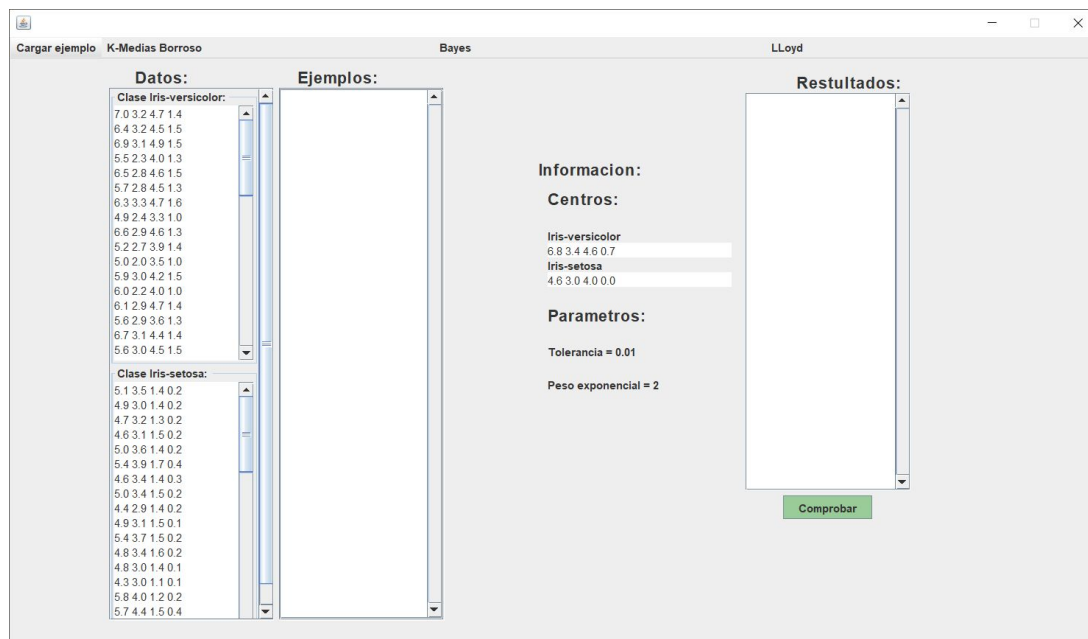 Cargar ejemplo K-Medias Borroso Bayes LLoyd
Datos:
Clase Iris-versicolor:
7.0 3.2 4.7 1.4
6.4 3.2 4.5 1.5
6.9 3.1 4.9 1.5
5.5 2.3 4.0 1.3
6.5 2.8 4.6 1.5
5.7 2.8 4.5 1.3
6.3 3.3 4.7 1.6
4.9 2.4 3.3 1.0
6.6 2.9 4.6 1.3
5.2 2.7 3.9 1.4
5.0 2.0 3.5 1.0
5.9 3.0 4.2 1.5
6.0 2.2 4.0 1.0
6.1 2.9 4.7 1.4
5.6 2.9 3.6 1.3
6.7 3.1 4.4 1.4
5.6 3.0 4.5 1.5
Clase Iris-setosa:
5.1 3.5 1.4 0.2
4.9 3.0 1.4 0.2
4.7 3.2 1.3 0.2
4.6 3.1 1.5 0.2
5.0 3.6 1.4 0.2
5.4 3.9 1.7 0.4
4.6 3.4 1.4 0.3
5.0 3.4 1.5 0.2
4.4 2.9 1.4 0.2
4.9 3.1 1.5 0.1
5.4 3.7 1.5 0.2
4.8 3.4 1.6 0.2
4.8 3.0 1.4 0.1
4.3 3.0 1.1 0.1
5.8 4.0 1.2 0.2
5.7 4.4 1.5 0.4
Ejemplos:
Informacion:
Centros:
Iris-versicolor
6.8 3.4 4.6 0.7
Iris-setosa
4.6 3.0 4.0 0.0
Parametros:
Tolerancia = 0.01
Peso exponencial = 2
Restultados:
Comprobar